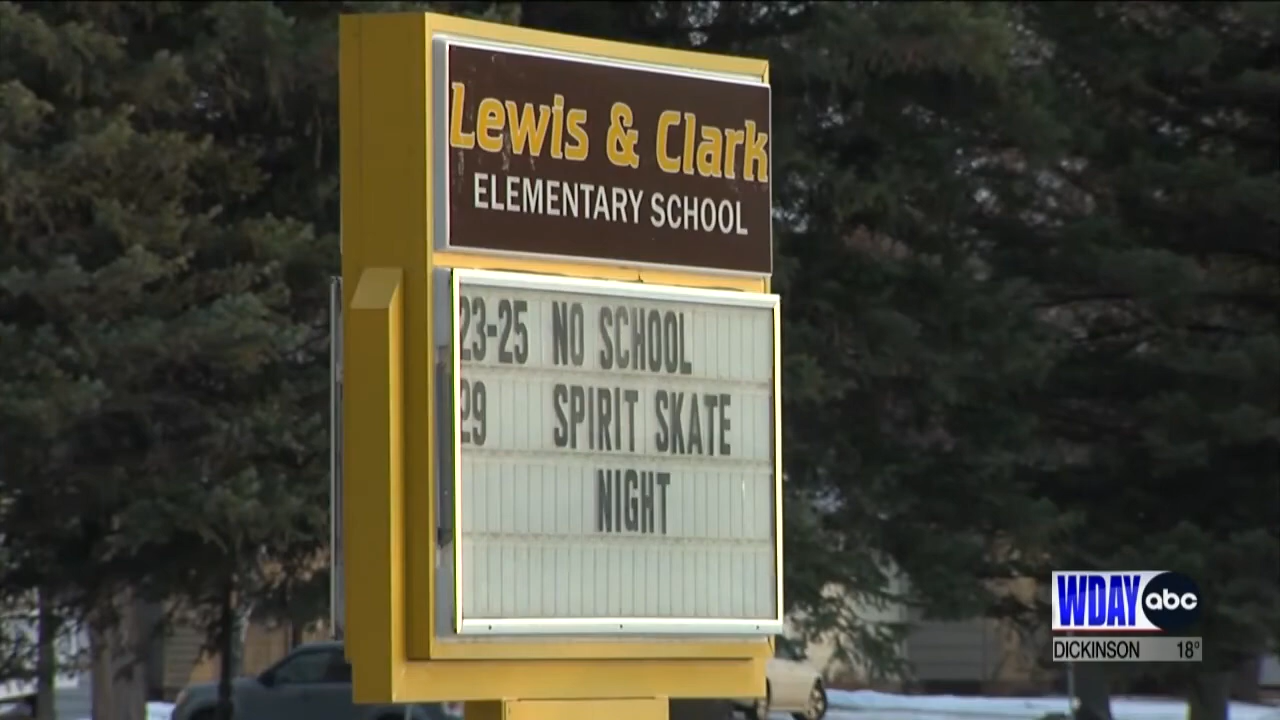 Lewis & Clark
ELEMENTARY SCHOOL
23-25 NO SCHOOL
29 SPIRIT SKATE
NIGHT
WDAY abc
DICKINSON 18°